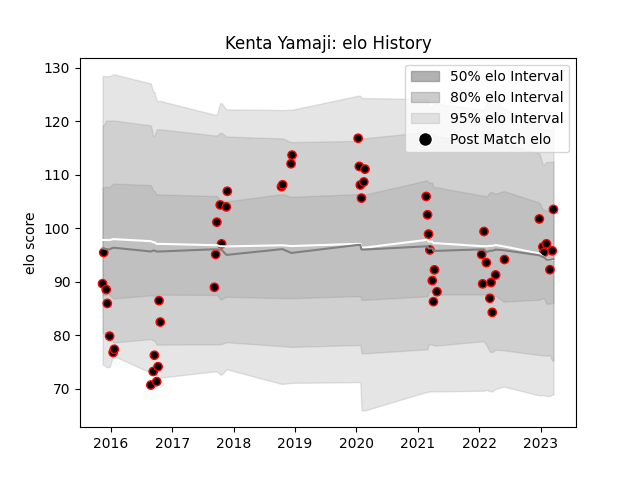 Kenta Yamaji: elo History
elo score
130
120
110
100
90
80
70
50% elo Interval
80% elo Interval
95% elo Interval
Post Match elo
2016 2017 2018 2019 2020 2021 2022 2023